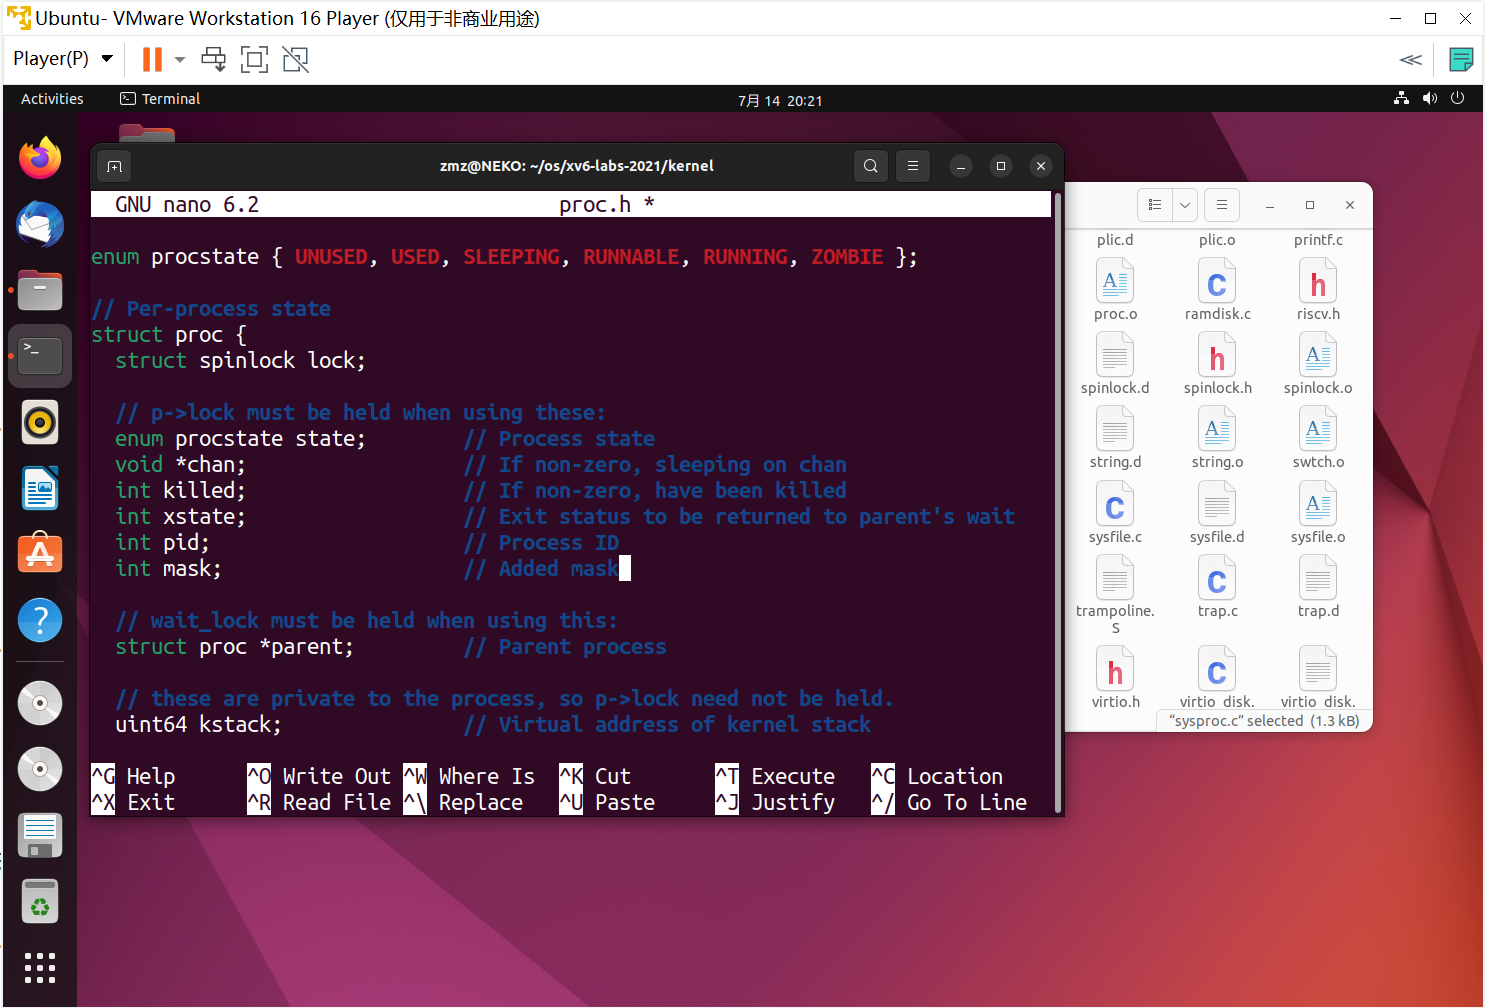 Ubuntu- VMware Workstation 16 Player (仅用于非商业用途)
Player(P)
Activities
Terminal
7月 14 20:21
zmz@NEKO: ~/os/xv6-labs-2021/kernel
GNU nano 6.2 proc.h *
enum procstate { UNUSED, USED, SLEEPING, RUNNABLE, RUNNING, ZOMBIE };
// Per-process state
struct proc {
struct spinlock lock;
// p->lock must be held when using these:
enum procstate state; // Process state
void *chan; // If non-zero, sleeping on chan
int killed; // If non-zero, have been killed
int xstate; // Exit status to be returned to parent's wait
int pid; // Process ID
int mask; // Added mask
// wait_lock must be held when using this:
struct proc *parent; // Parent process
// these are private to the process, so p->lock need not be held.
uint64 kstack; // Virtual address of kernel stack
^G Help ^O Write Out ^W Where Is ^K Cut ^T Execute ^C Location
^X Exit ^R Read File ^\ Replace ^U Paste ^J Justify ^/ Go To Line
plic.d plic.o printf.c
proc.o ramdisk.c riscv.h
spinlock.d spinlock.h spinlock.o
string.d string.o swtch.o
sysfile.c sysfile.d sysfile.o
trampoline.S trap.c trap.d
virtio.h virtio_disk. virtio_disk.
“sysproc.c” selected (1.3 kB)